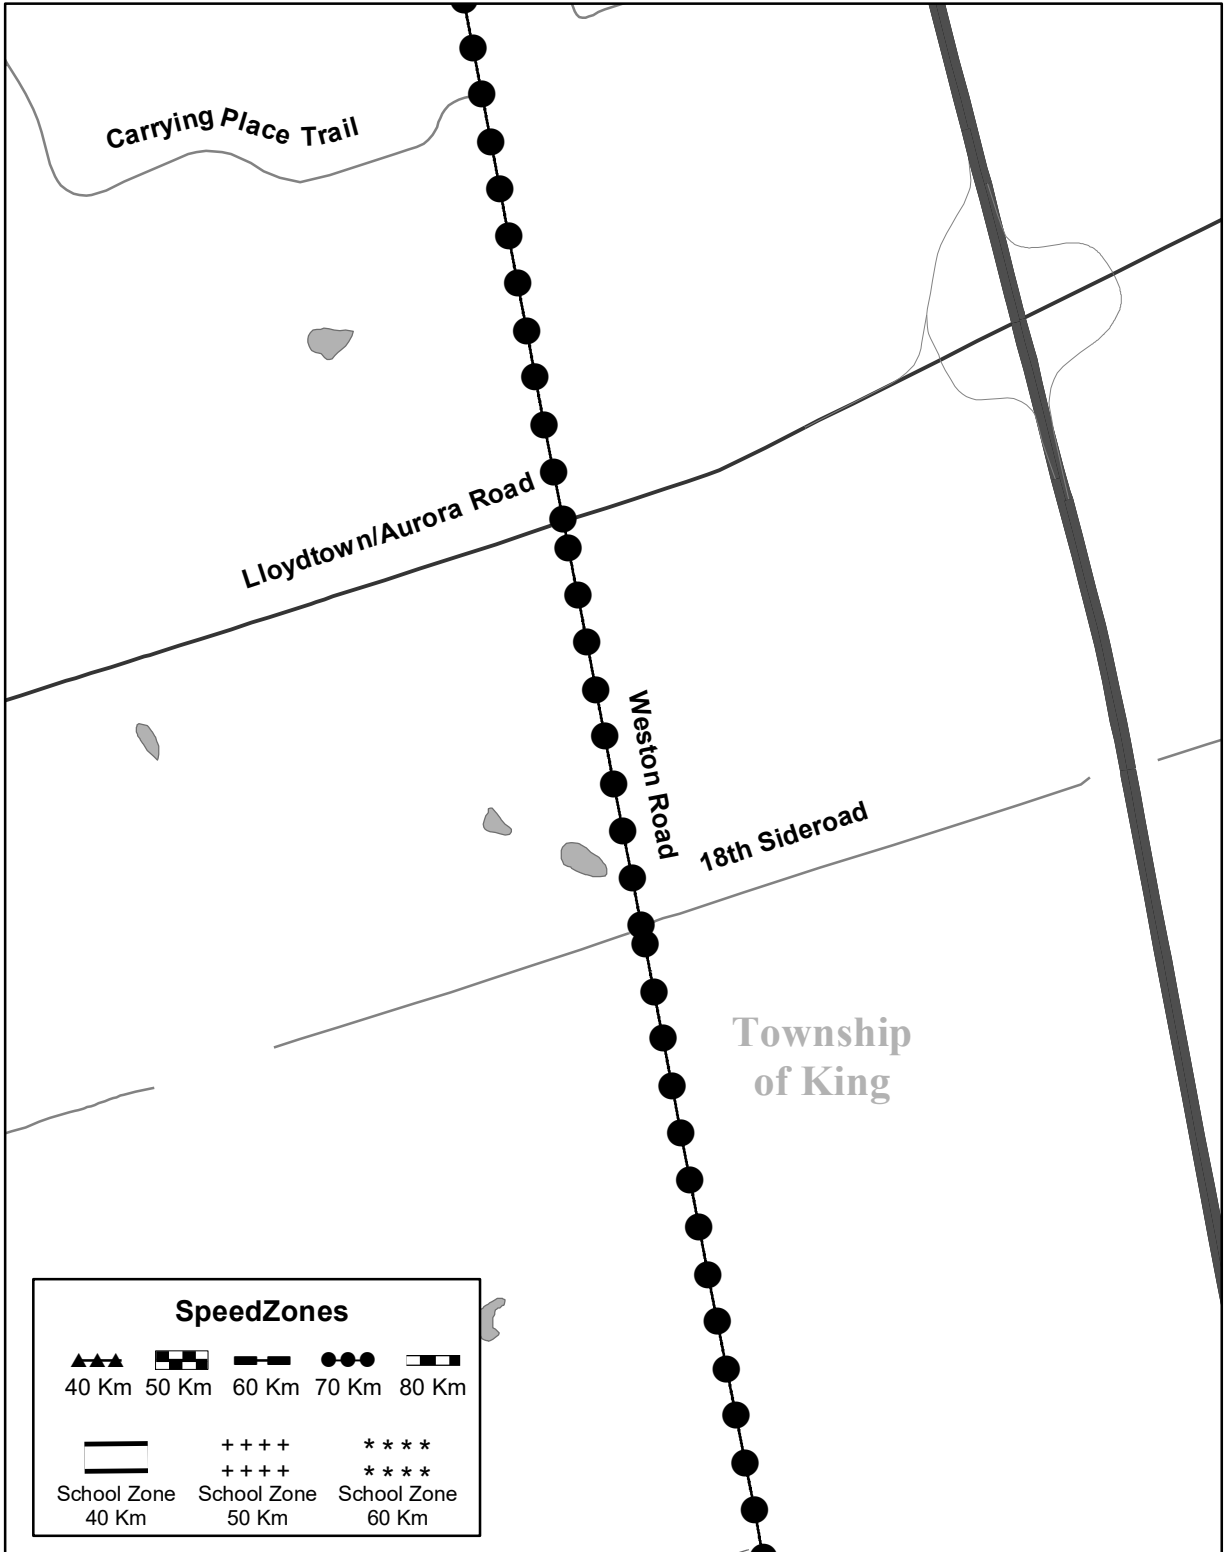 Carrying Place Trail
Lloydtown/Aurora Road
Weston Road
18th Sideroad
Township
of King
SpeedZones
40 Km 50 Km 60 Km 70 Km 80 Km
School Zone School Zone School Zone
40 Km 50 Km 60 Km